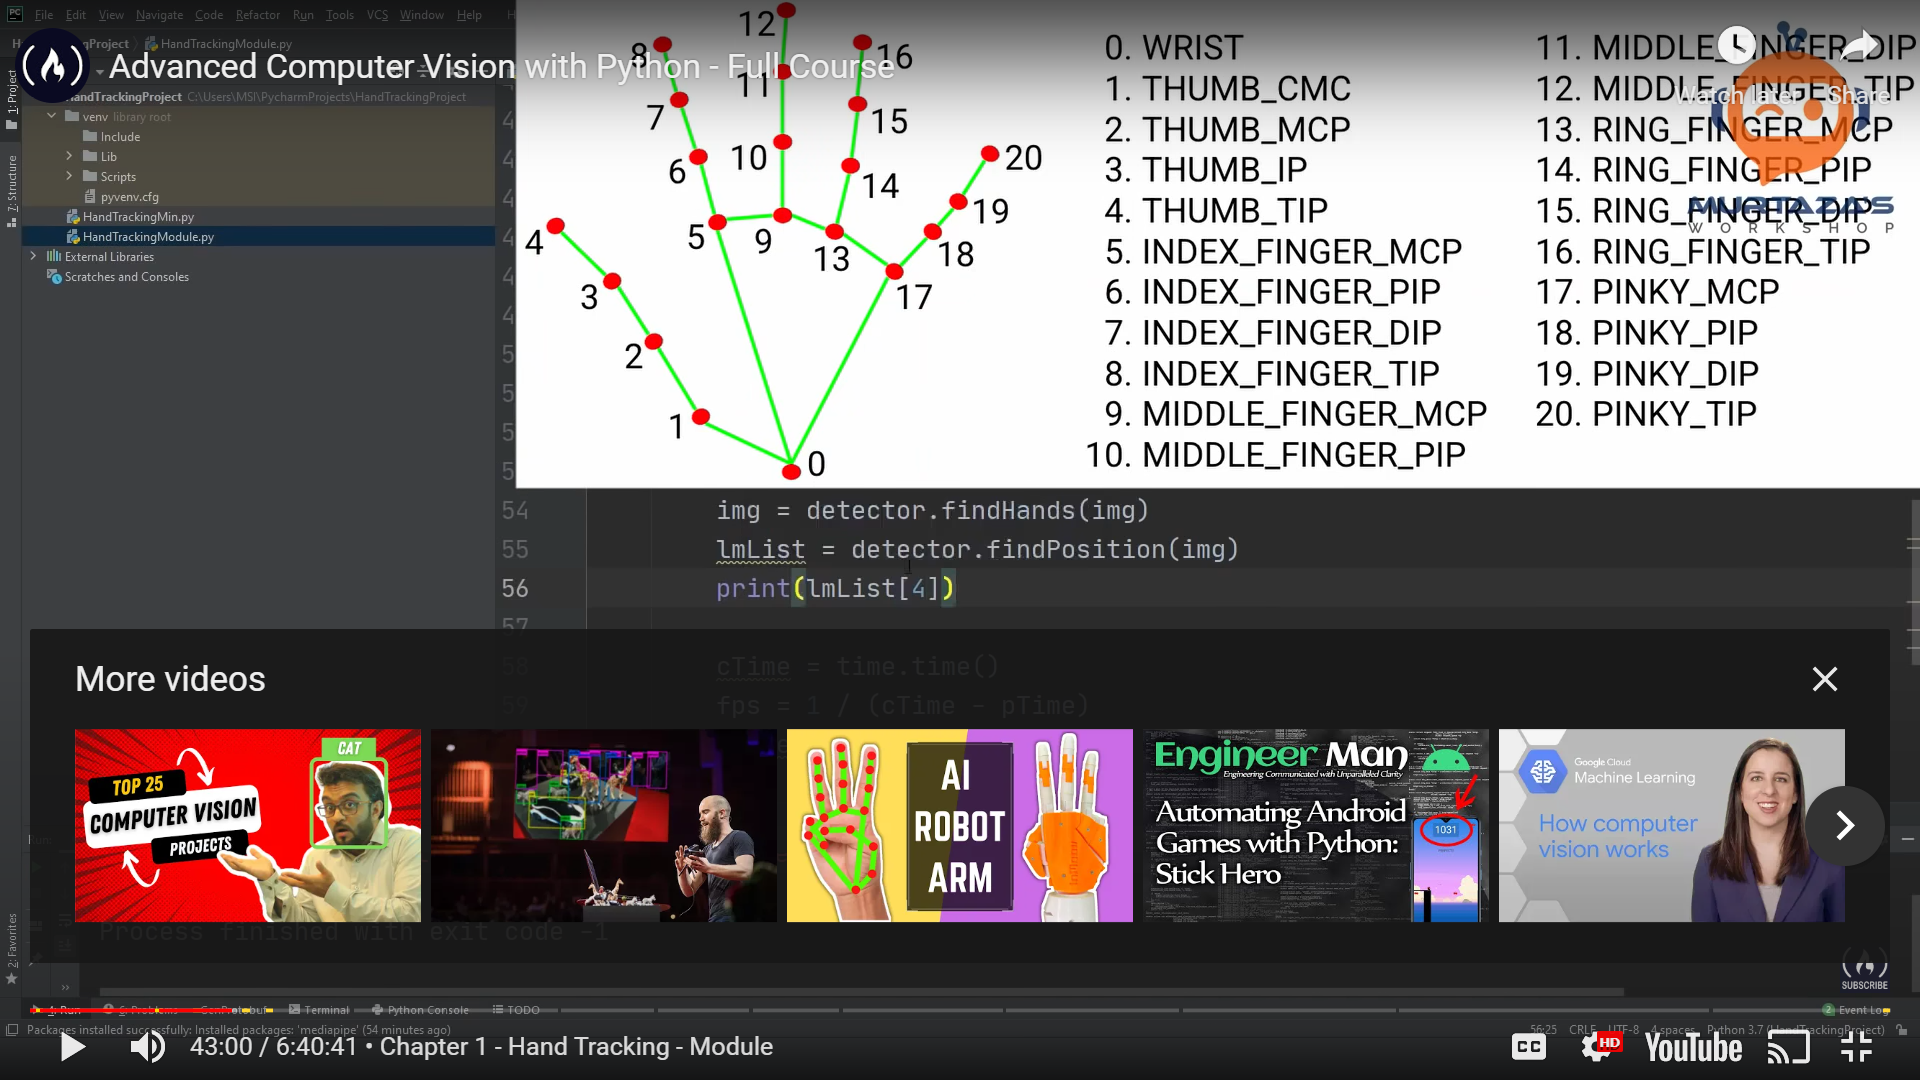 PC File Edit View Navigate Code Refactor Run Tools VCS Window Help
HandTrackingModule.py
Advanced Computer Vision with Python - Full Course
Watch later Share
1: Project
HandTrackingProject C:\Users\MSI\PycharmProjects\HandTrackingProject
venv library root
Include
Lib
Scripts
pyvenv.cfg
HandTrackingMin.py
HandTrackingModule.py
External Libraries
Scratches and Consoles
7: Structure
2: Favorites
12
8
16
11
7
15
10
6
14
20
19
4
5
9
13
18
3
17
2
1
0
0. WRIST
1. THUMB_CMC
2. THUMB_MCP
3. THUMB_IP
4. THUMB_TIP
5. INDEX_FINGER_MCP
6. INDEX_FINGER_PIP
7. INDEX_FINGER_DIP
8. INDEX_FINGER_TIP
9. MIDDLE_FINGER_MCP
10. MIDDLE_FINGER_PIP
11. MIDDLE_FINGER_DIP
12. MIDDLE_FINGER_TIP
13. RING_FINGER_MCP
14. RING_FINGER_PIP
15. RING_FINGER_DIP
16. RING_FINGER_TIP
17. PINKY_MCP
18. PINKY_PIP
19. PINKY_DIP
20. PINKY_TIP
MURTAZA'S
WORKSHOP
54 img = detector.findHands(img)
55 lmList = detector.findPosition(img)
56 print(lmList[4])
57
58 cTime = time.time()
59 fps = 1 / (cTime - pTime)
More videos
TOP 25
COMPUTER VISION
PROJECTS
CAT
AI
ROBOT
ARM
Engineer Man
Engineering Communicated with Unparalleled Clarity
Automating Android
Games with Python:
Stick Hero
1031
Google Cloud
Machine Learning
How computer
vision works
Process finished with exit code -1
SUBSCRIBE
4: Run 6: Problems GenProtobuf Terminal Python Console TODO
2 Event Log
Packages installed successfully: Installed packages: 'mediapipe' (54 minutes ago)
56:25 CRLF UTF-8 4 spaces Python 3.7 (HandTrackingProject)
43:00 / 6:40:41 • Chapter 1 - Hand Tracking - Module
CC HD YouTube